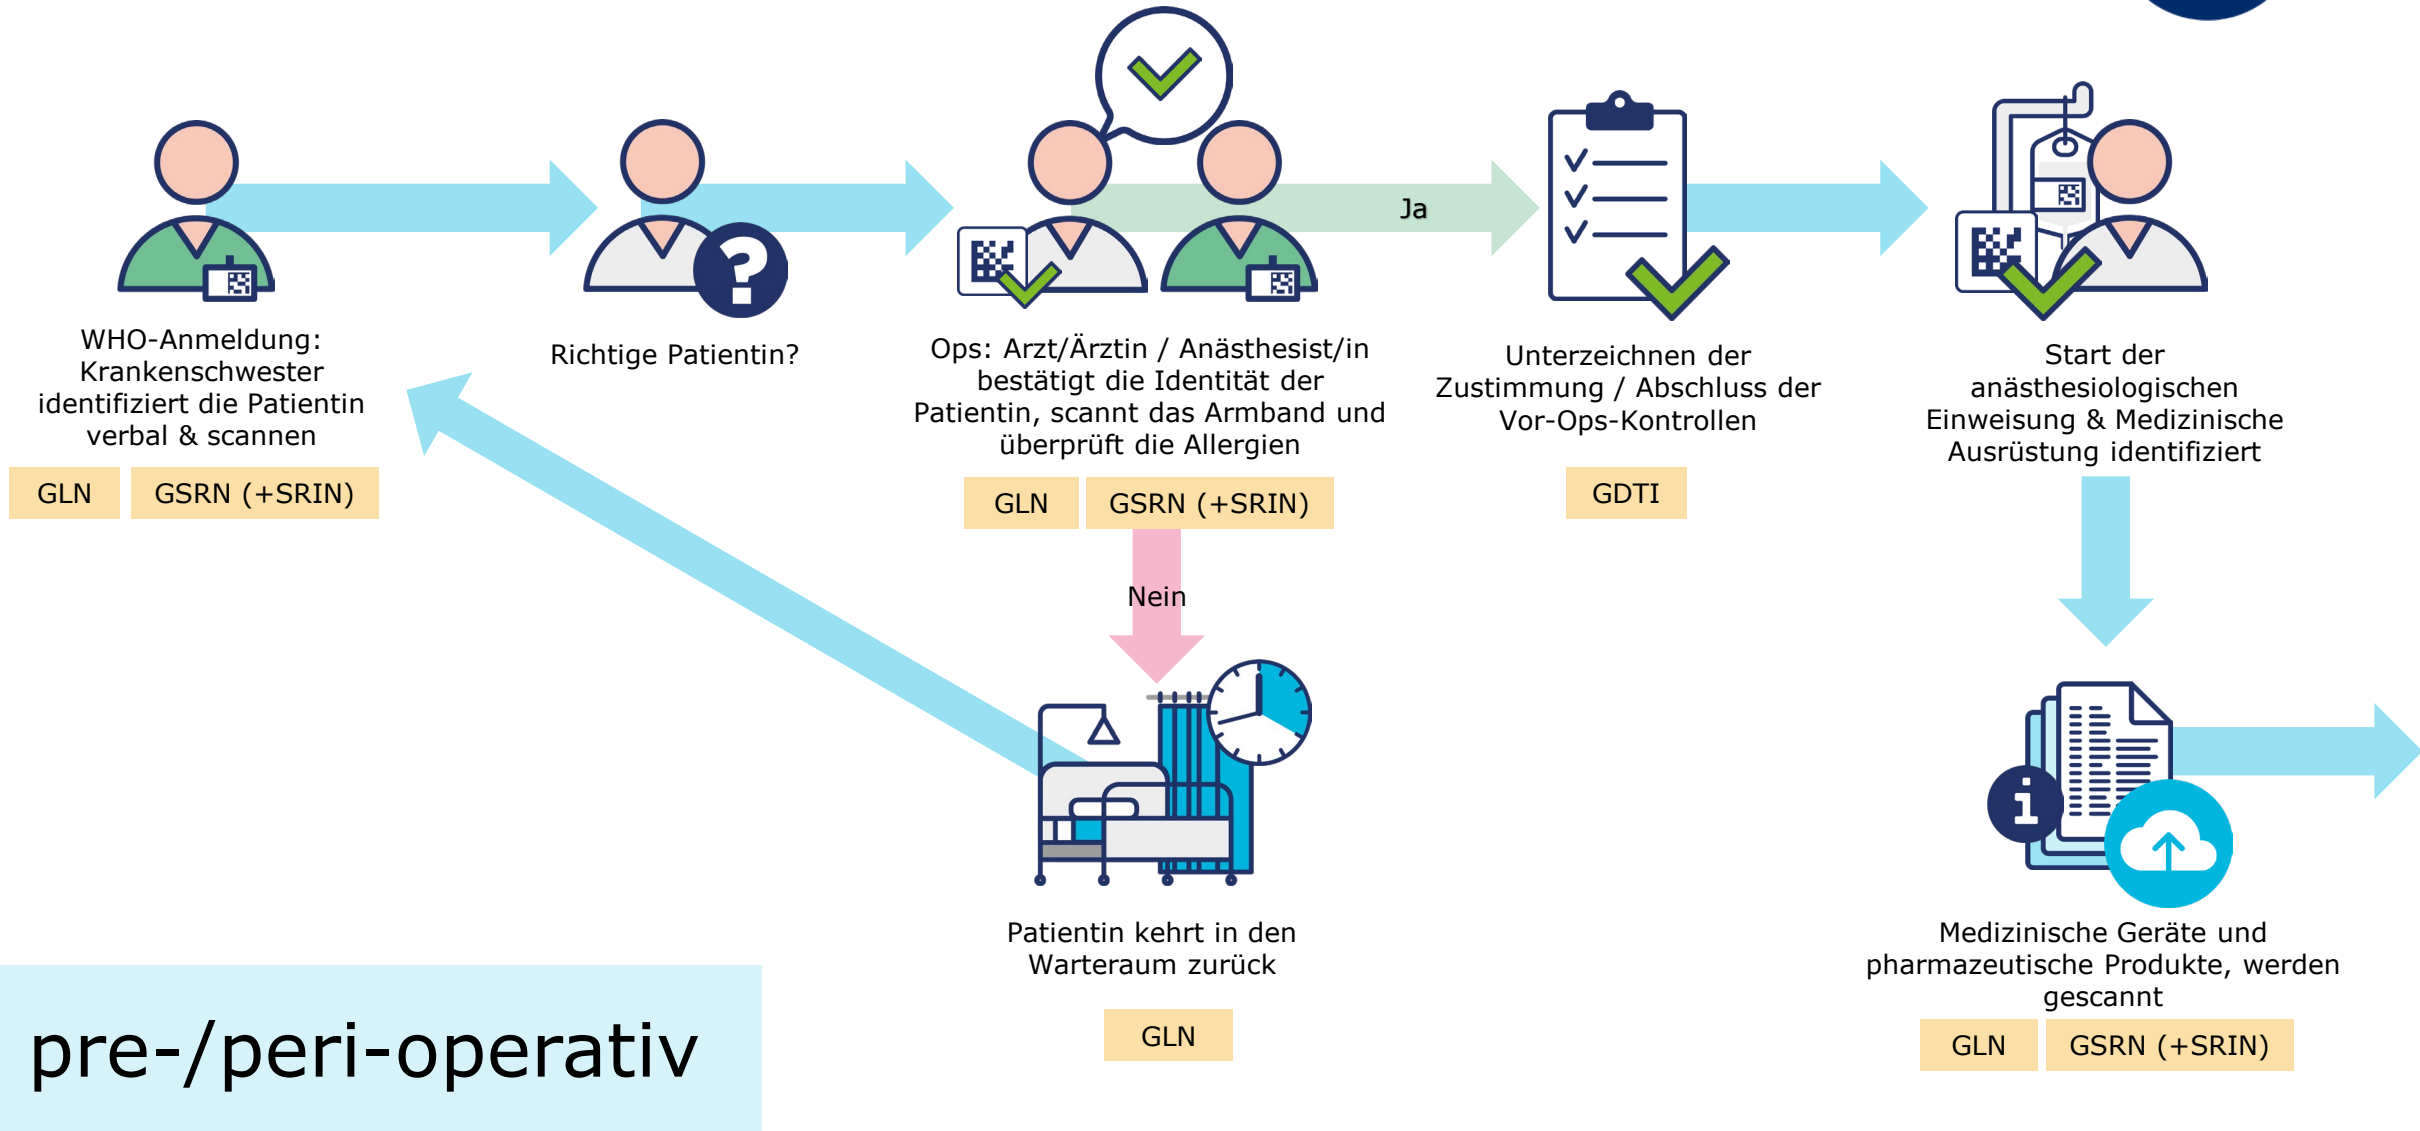 WHO-Anmeldung:
Krankenschwester
identifiziert die Patientin
verbal & scannen
GLN
GSRN (+SRIN)
Richtige Patientin?
Ops: Arzt/Ärztin / Anästhesist/in
bestätigt die Identität der
Patientin, scannt das Armband und
überprüft die Allergien
GLN
GSRN (+SRIN)
Ja
Nein
Unterzeichnen der
Zustimmung / Abschluss der
Vor-Ops-Kontrollen
GDTI
Start der
anästhesiologischen
Einweisung & Medizinische
Ausrüstung identifiziert
Patientin kehrt in den
Warteraum zurück
GLN
i
Medizinische Geräte und
pharmazeutische Produkte, werden
gescannt
GLN
GSRN (+SRIN)
pre-/peri-operativ